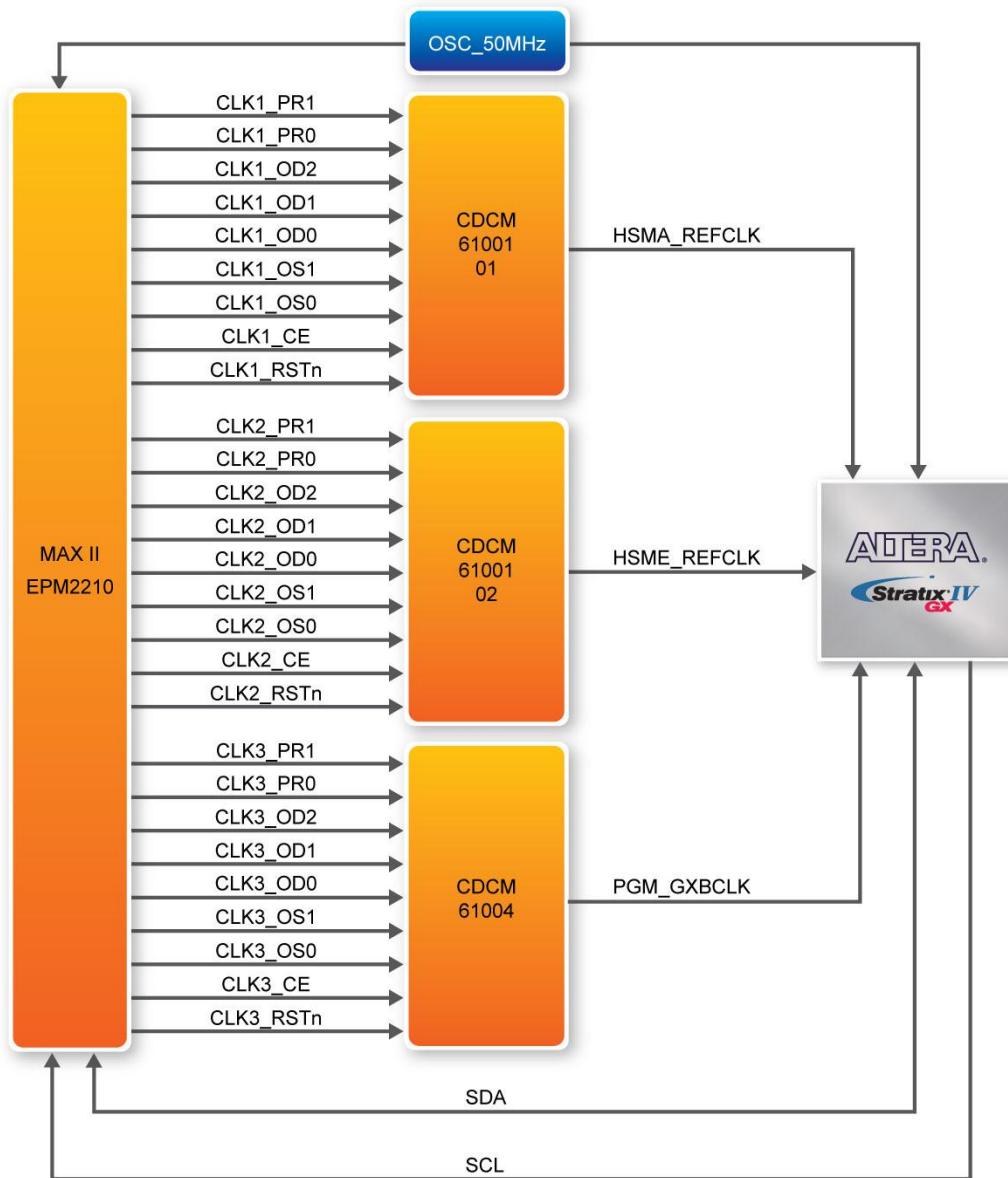 OSC_50MHz
MAX II
EPM2210
CLK1_PR1
CLK1_PR0
CLK1_OD2
CLK1_OD1
CLK1_OD0
CLK1_OS1
CLK1_OS0
CLK1_CE
CLK1_RSTn
CDCM
61001
01
HSMA_REFCLK
CLK2_PR1
CLK2_PR0
CLK2_OD2
CLK2_OD1
CLK2_OD0
CLK2_OS1
CLK2_OS0
CLK2_CE
CLK2_RSTn
CDCM
61001
02
HSME_REFCLK
ALTERA®
Stratix® IV
GX
CLK3_PR1
CLK3_PR0
CLK3_OD2
CLK3_OD1
CLK3_OD0
CLK3_OS1
CLK3_OS0
CLK3_CE
CLK3_RSTn
CDCM
61004
PGM_GXBCLK
SDA
SCL